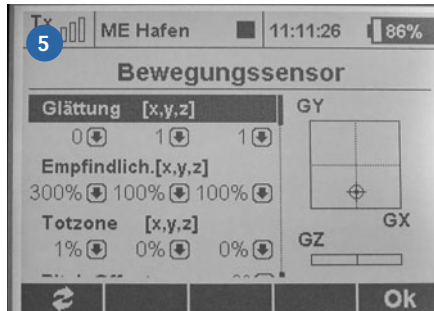 Tx
5
ME Hafen
11:11:26
86%
Bewegungssensor
Glättung [x,y,z]
0 1 1
Empfindlich.[x,y,z]
300% 100% 100%
Totzone [x,y,z]
1% 0% 0%
GY
GX
GZ
Ok